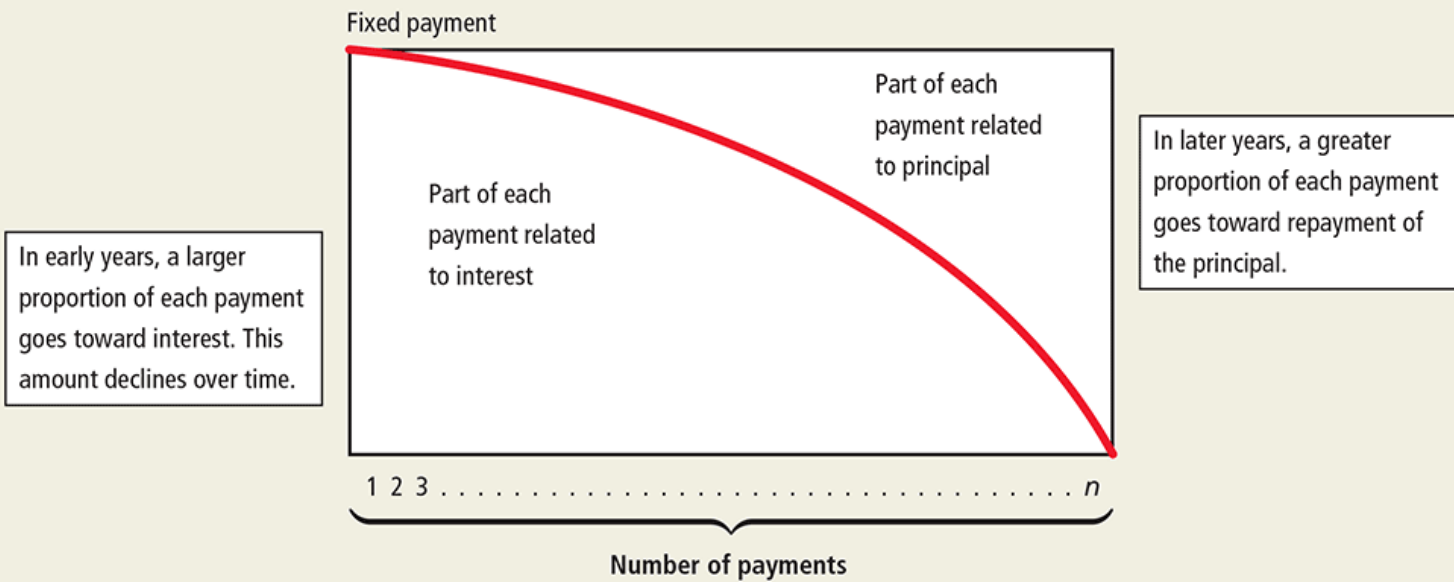 Fixed payment
Part of each
payment related
to principal
In later years, a greater
proportion of each payment
goes toward repayment of
the principal.
Part of each
payment related
to interest
In early years, a larger
proportion of each payment
goes toward interest. This
amount declines over time.
1 2 3 . . . . . . . . . . . . . . . . . . . . . . . . . . . . . . . . . . . n
Number of payments